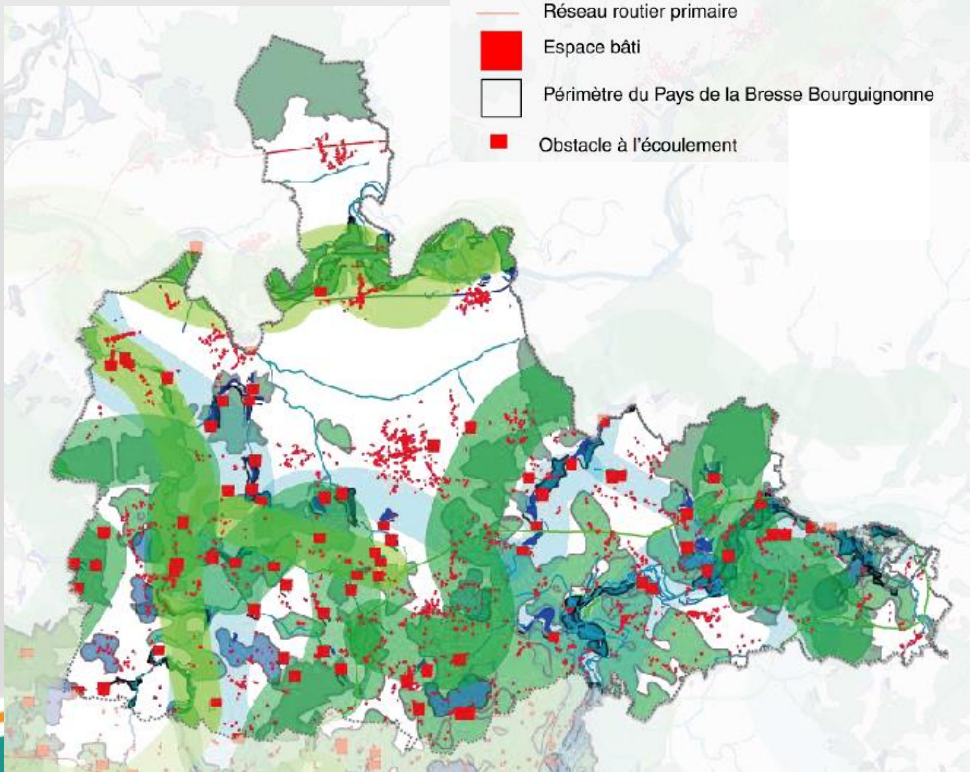 Réseau routier primaire
Espace bâti
Périmètre du Pays de la Bresse Bourguignonne
Obstacle à l'écoulement